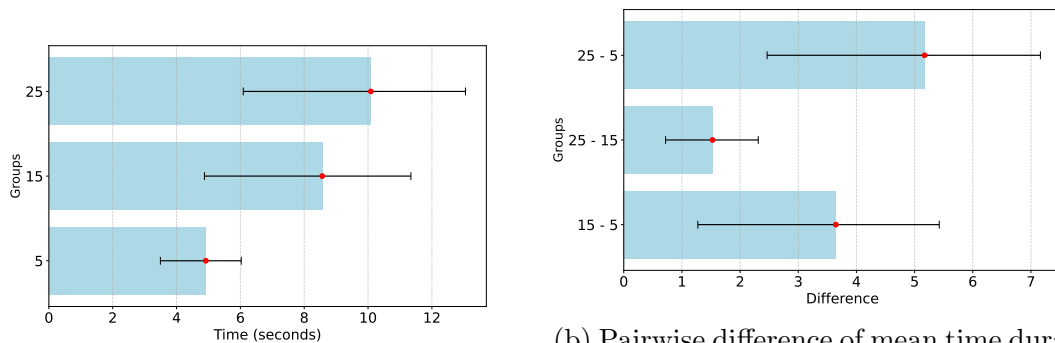 25
15
5
Groups
0 2 4 6 8 10 12
Time (seconds)
25 - 5
25 - 15
15 - 5
Groups
0 1 2 3 4 5 6 7
Difference
(b) Pairwise difference of mean time